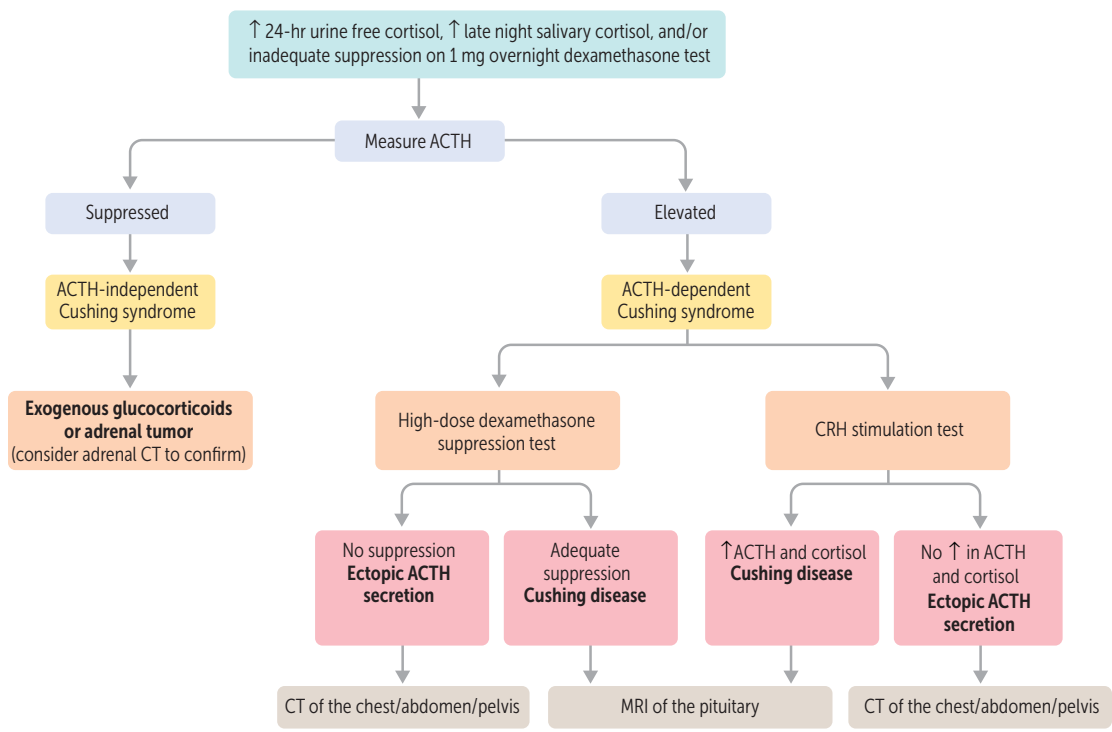 ↑ 24-hr urine free cortisol, ↑ late night salivary cortisol, and/or
inadequate suppression on 1 mg overnight dexamethasone test
Measure ACTH
Suppressed
Elevated
ACTH-independent
Cushing syndrome
ACTH-dependent
Cushing syndrome
Exogenous glucocorticoids
or adrenal tumor
(consider adrenal CT to confirm)
High-dose dexamethasone
suppression test
CRH stimulation test
No suppression
Ectopic ACTH
secretion
Adequate
suppression
Cushing disease
↑ACTH and cortisol
Cushing disease
No ↑ in ACTH
and cortisol
Ectopic ACTH
secretion
CT of the chest/abdomen/pelvis
MRI of the pituitary
CT of the chest/abdomen/pelvis